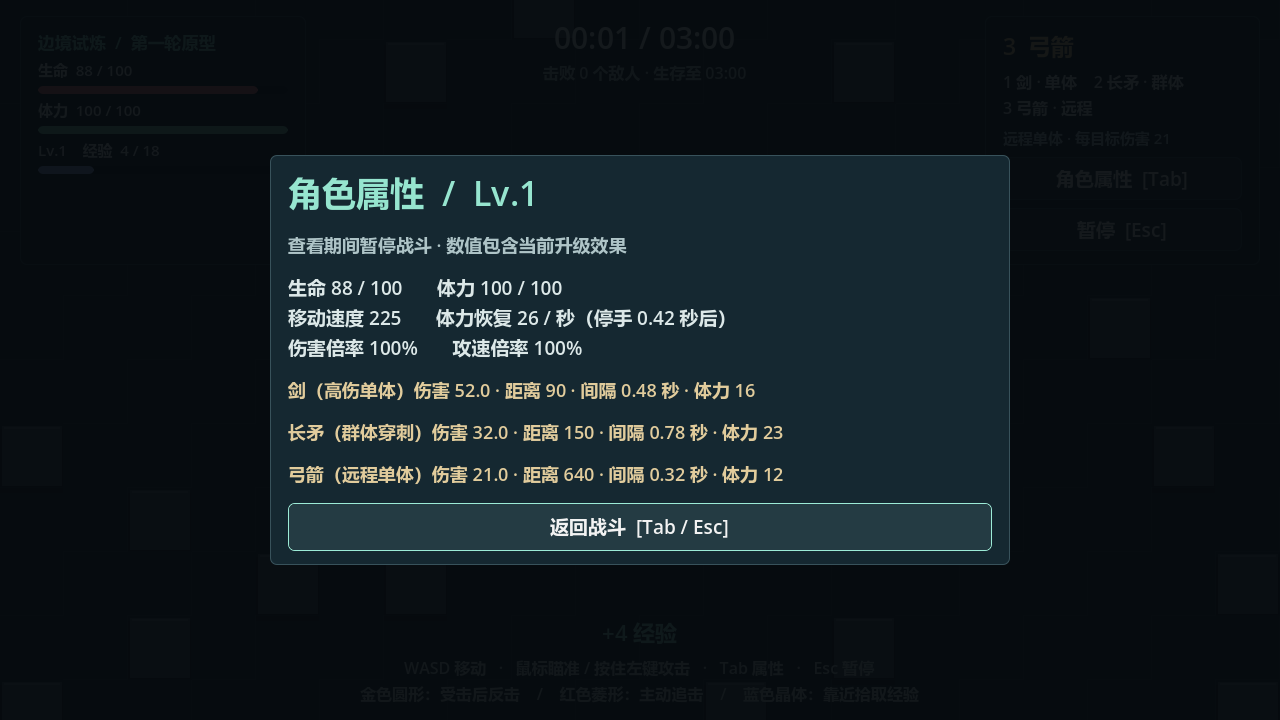 边境试炼 / 第一轮原型
生命 88 / 100
体力 100 / 100
Lv.1 经验 4 / 18
00:01 / 03:00
击败 0 个敌人 · 生存至 03:00
3 弓箭
1 剑 · 单体 2 长矛 · 群体
3 弓箭 · 远程
远程单体 · 每目标伤害 21
角色属性 [Tab]
暂停 [Esc]
角色属性 / Lv.1
查看期间暂停战斗 · 数值包含当前升级效果
生命 88 / 100 体力 100 / 100
移动速度 225 体力恢复 26 / 秒（停手 0.42 秒后）
伤害倍率 100% 攻速倍率 100%
剑（高伤单体）伤害 52.0 · 距离 90 · 间隔 0.48 秒 · 体力 16
长矛（群体穿刺）伤害 32.0 · 距离 150 · 间隔 0.78 秒 · 体力 23
弓箭（远程单体）伤害 21.0 · 距离 640 · 间隔 0.32 秒 · 体力 12
返回战斗 [Tab / Esc]
+4 经验
WASD 移动 · 鼠标瞄准 / 按住左键攻击 · Tab 属性 · Esc 暂停
金色圆形：受击后反击 / 红色菱形：主动追击 / 蓝色晶体：靠近拾取经验